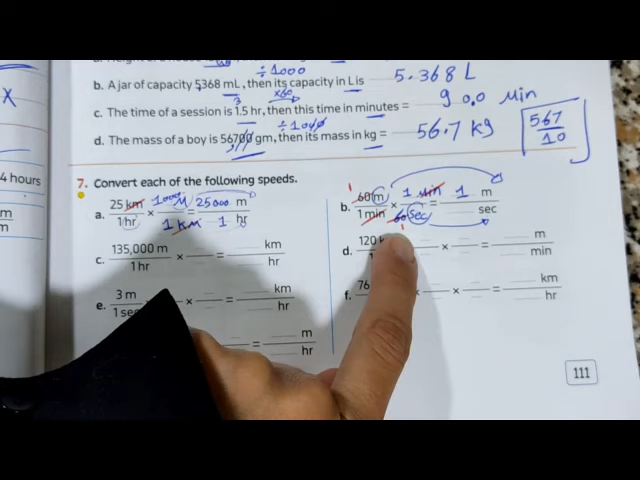 b. A jar of capacity 5368 mL, then its capacity in L is 5.368 L
÷1000
×60
c. The time of a session is 1.5 hr, then this time in minutes = 90.0 min
÷1000
d. The mass of a boy is 56700 gm, then its mass in kg = 56.7 kg
567/10
X
4 hours
m/m
7. Convert each of the following speeds.
a. 25 km/1 hr × 1000 M/1 KM = 25000/1 m/hr
b. 60 m/1 min × 1 min/60 sec = 1 m/sec
c. 135,000 m/1 hr × = km/hr
d. 120 × = m/min
e. 3 m/1 sec × = km/hr
f. 76 × × = km/hr
= m/hr
111